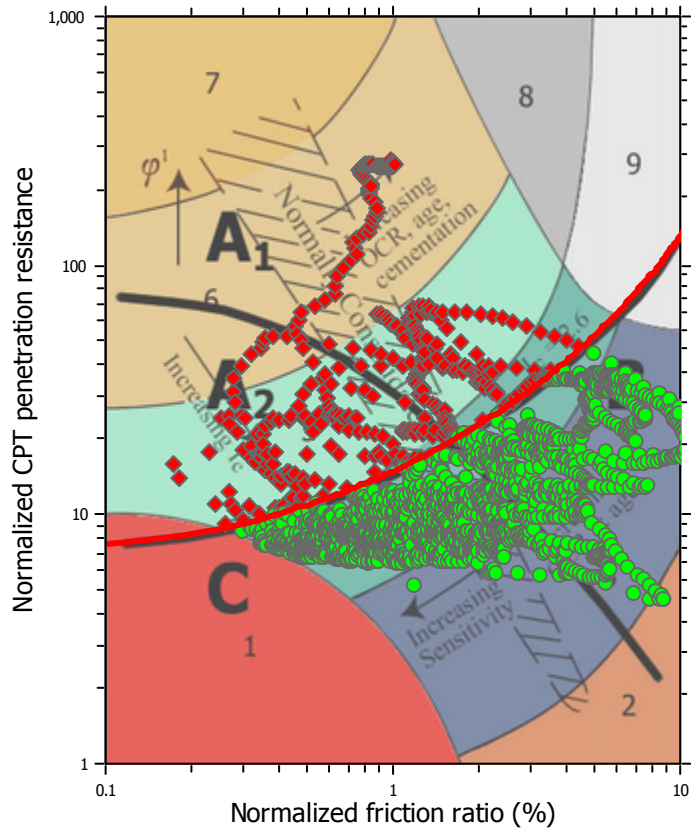 1,000
100
10
1
Normalized CPT penetration resistance
0.1
1
10
Normalized friction ratio (%)
7
8
9
φ'
A1
6
Increasing
OCR, age,
cementation
A2
Increasing Ic
C
1
Increasing
Sensitivity
2